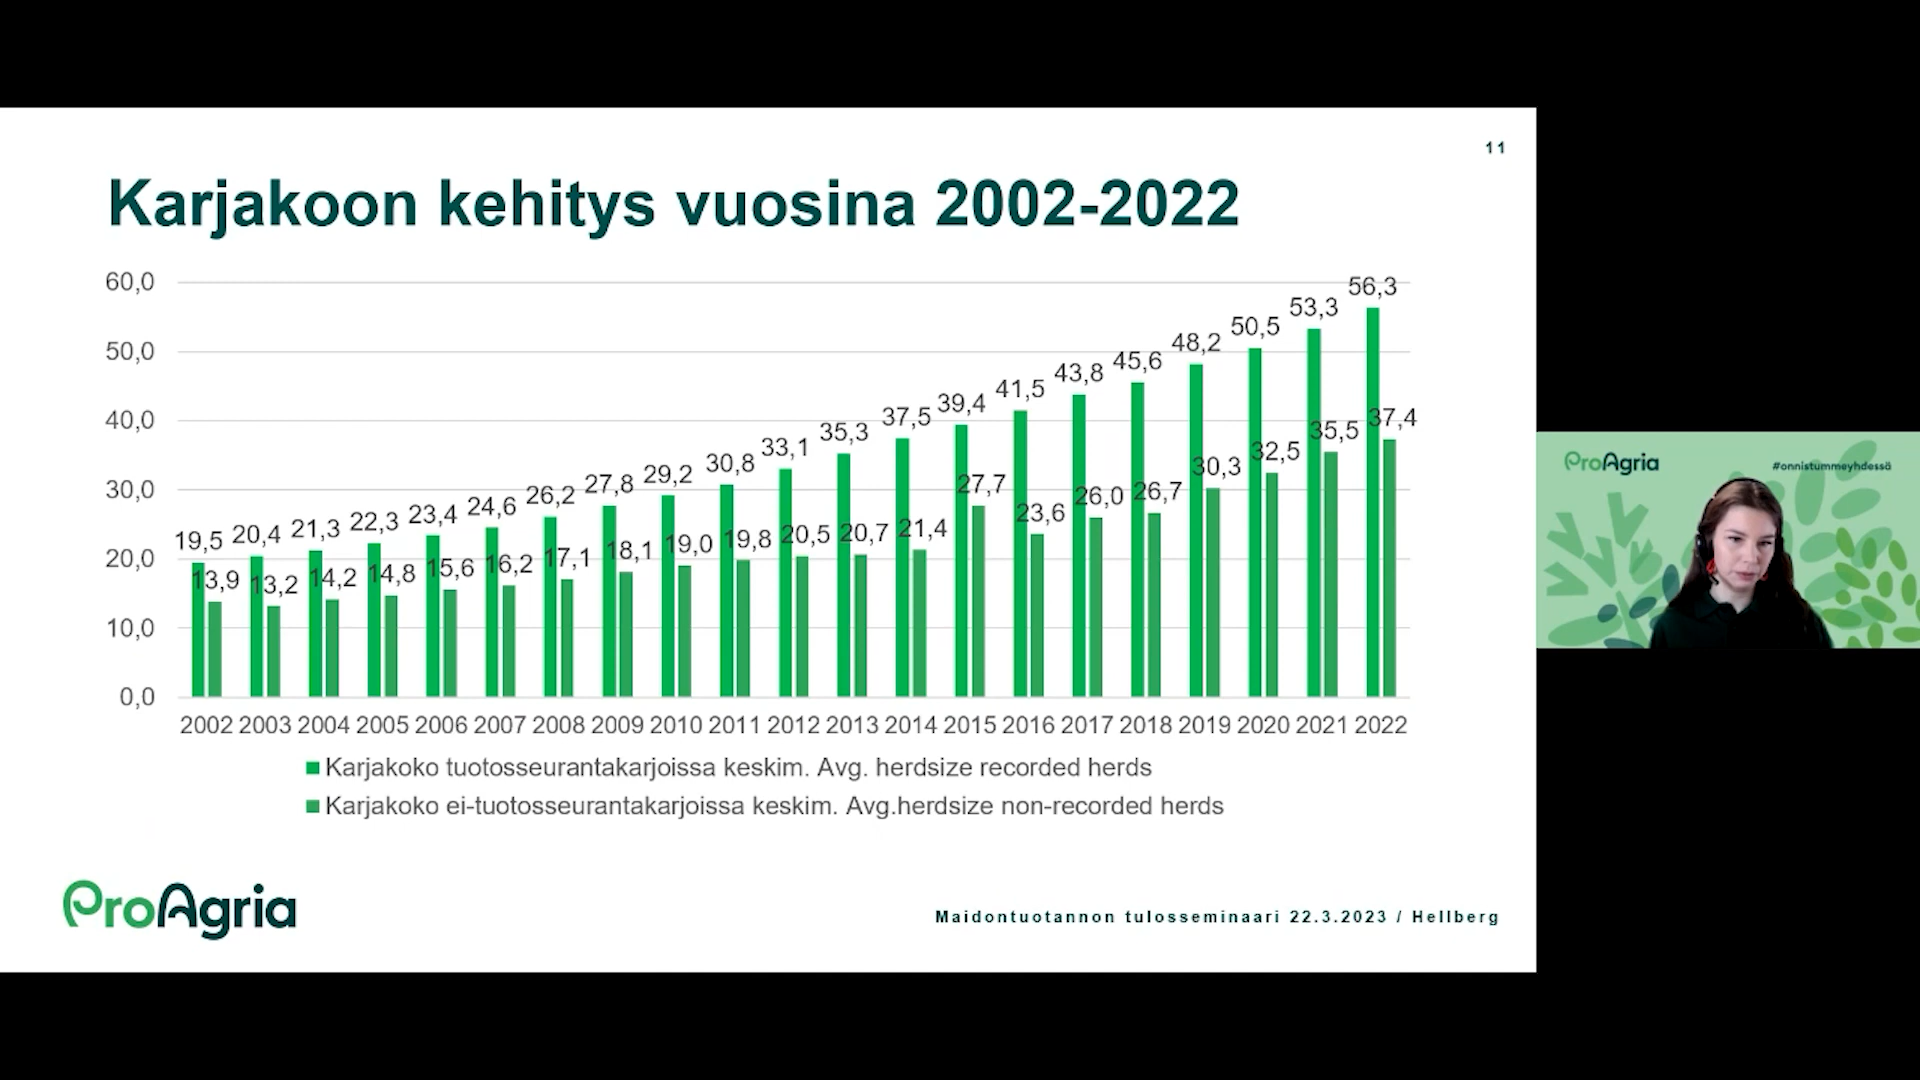 11
Karjakoon kehitys vuosina 2002-2022
60,0
50,0
40,0
30,0
20,0
10,0
0,0
19,5 20,4 21,3 22,3 23,4 24,6 26,2 27,8 29,2 30,8 33,1 35,3 37,5 39,4 41,5 43,8 45,6 48,2 50,5 53,3 56,3
13,9 13,2 14,2 14,8 15,6 16,2 17,1 18,1 19,0 19,8 20,5 20,7 21,4 27,7 23,6 26,0 26,7 30,3 32,5 35,5 37,4
2002 2003 2004 2005 2006 2007 2008 2009 2010 2011 2012 2013 2014 2015 2016 2017 2018 2019 2020 2021 2022
Karjakoko tuotosseurantakarjoissa keskim. Avg. herdsize recorded herds
Karjakoko ei-tuotosseurantakarjoissa keskim. Avg.herdsize non-recorded herds
ProAgria
Maidontuotannon tulosseminaari 22.3.2023 / Hellberg
ProAgria
#onnistummeyhdessä